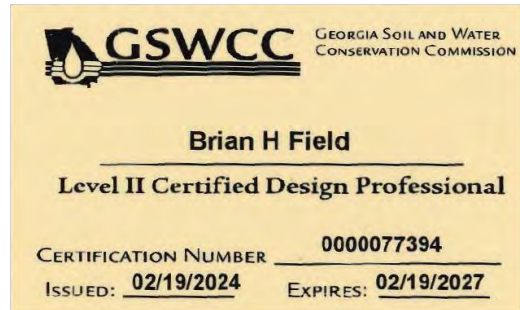 GSWCC GEORGIA SOIL AND WATER
CONSERVATION COMMISSION
Brian H Field
Level II Certified Design Professional
CERTIFICATION NUMBER 0000077394
ISSUED: 02/19/2024 EXPIRES: 02/19/2027